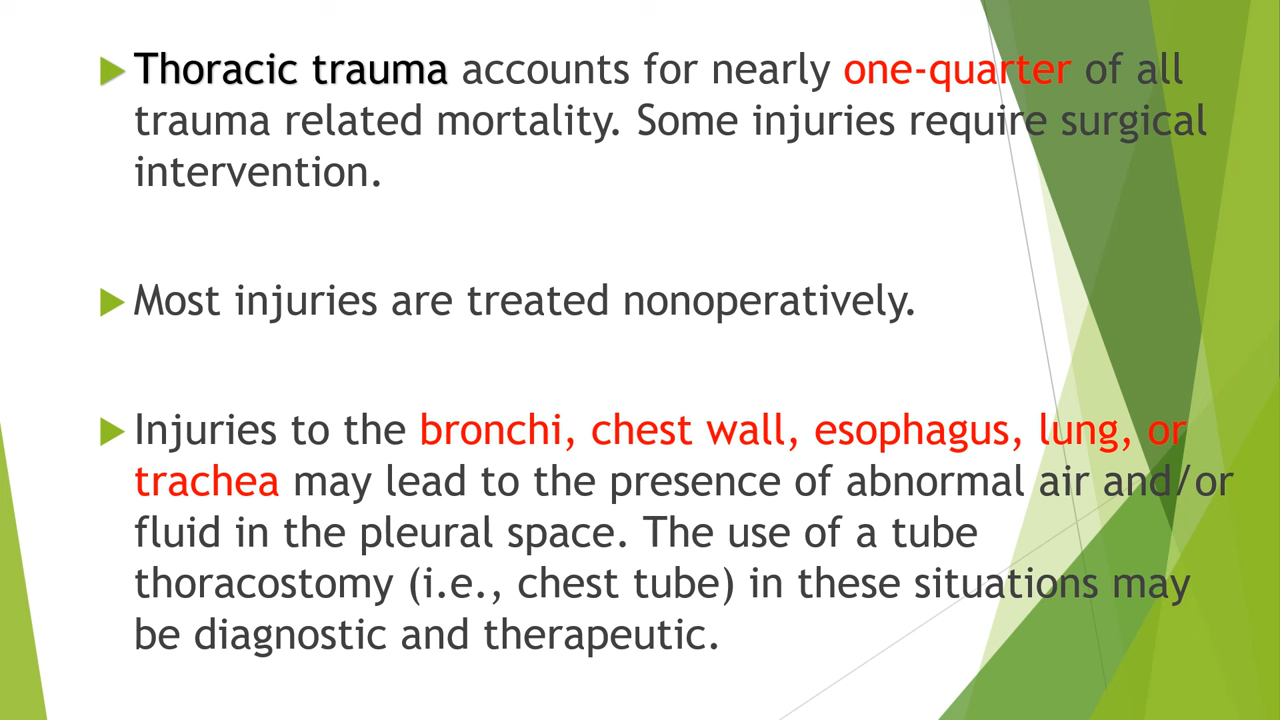 Thoracic trauma accounts for nearly one-quarter of all
trauma related mortality. Some injuries require surgical
intervention.
Most injuries are treated nonoperatively.
Injuries to the bronchi, chest wall, esophagus, lung, or
trachea may lead to the presence of abnormal air and/or
fluid in the pleural space. The use of a tube
thoracostomy (i.e., chest tube) in these situations may
be diagnostic and therapeutic.